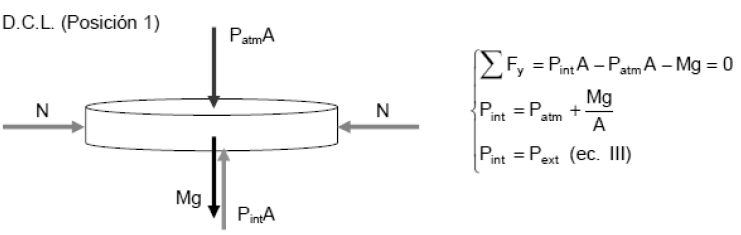 D.C.L. (Posición 1)
PatmA
N
N
Mg
PintA
∑ Fy = PintA – PatmA – Mg = 0
Pint = Patm + Mg/A
Pint = Pext (ec. III)